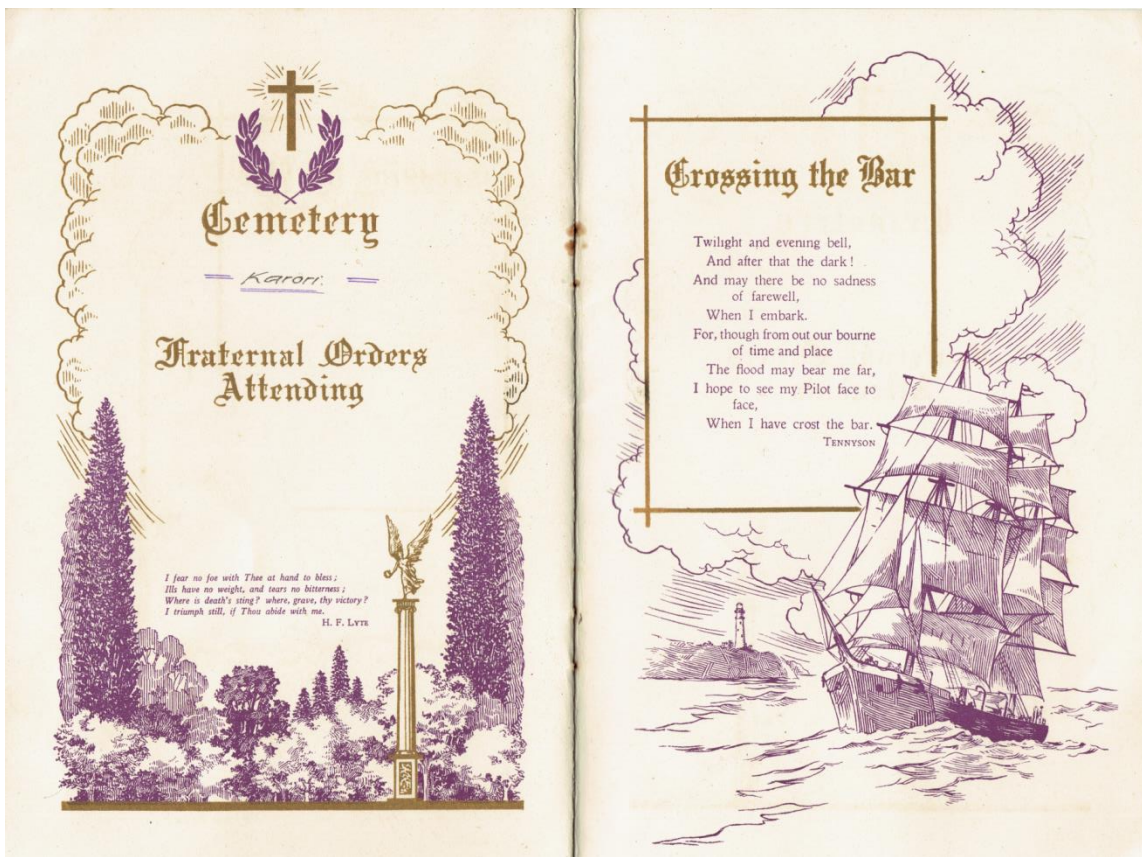 Cemetery
Karori.
Fraternal Orders
Attending
I fear no foe with Thee at hand to bless;
Ills have no weight, and tears no bitterness;
Where is death's sting? where, grave, thy victory?
I triumph still, if Thou abide with me.
H. F. Lyte
Crossing the Bar
Twilight and evening bell,
And after that the dark!
And may there be no sadness
of farewell,
When I embark.
For, though from out our bourne
of time and place
The flood may bear me far,
I hope to see my Pilot face to
face,
When I have crost the bar.
Tennyson